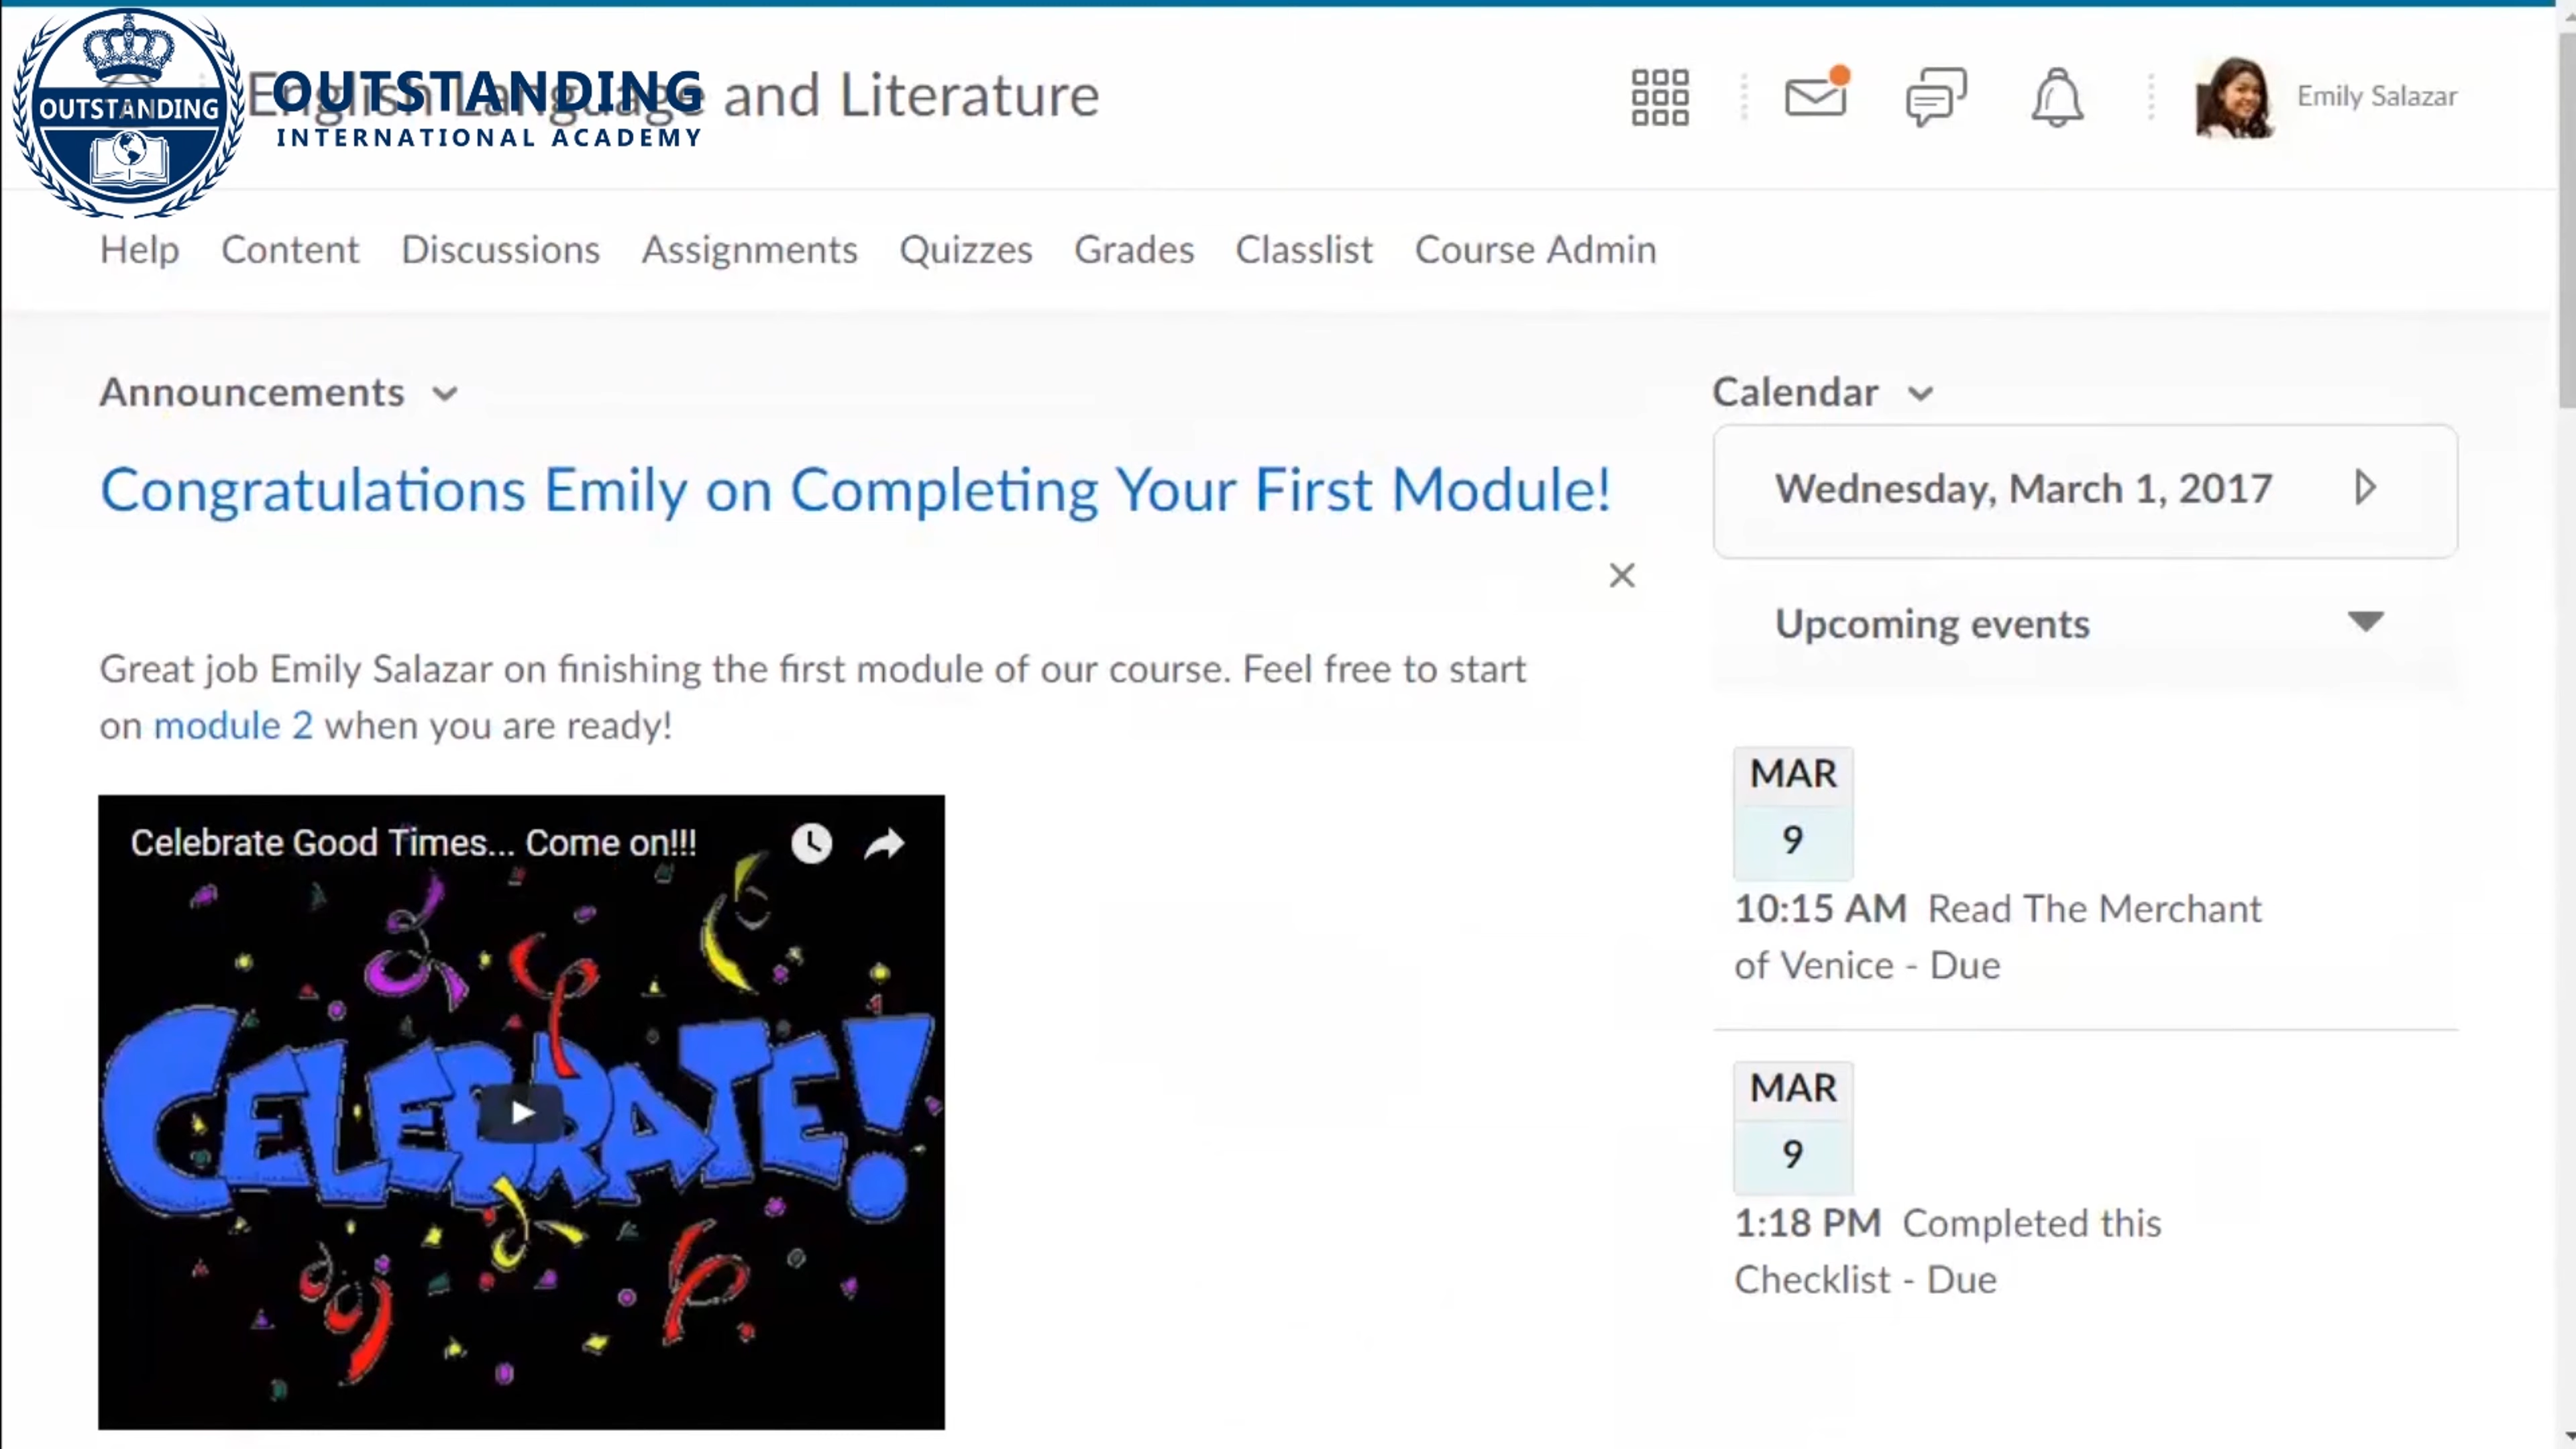 OUTSTANDING
OUTSTANDING
INTERNATIONAL ACADEMY
English Language and Literature
Emily Salazar
Help Content Discussions Assignments Quizzes Grades Classlist Course Admin
Announcements
Congratulations Emily on Completing Your First Module!
Great job Emily Salazar on finishing the first module of our course. Feel free to start
on module 2 when you are ready!
Celebrate Good Times... Come on!!!
CELEBRATE!
Calendar
Wednesday, March 1, 2017
Upcoming events
MAR
9
10:15 AM Read The Merchant
of Venice - Due
MAR
9
1:18 PM Completed this
Checklist - Due